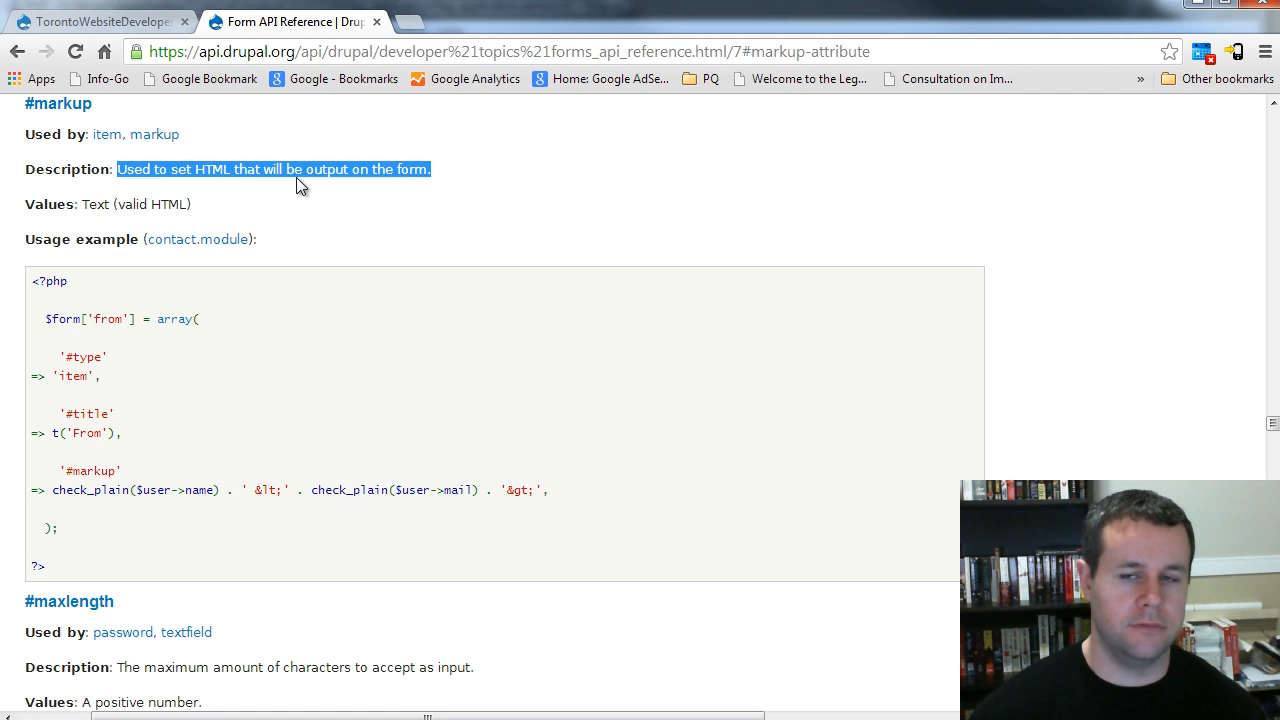 TorontoWebsiteDeveloper
Form API Reference | Drup
https://api.drupal.org/api/drupal/developer%21topics%21forms_api_reference.html/7#markup-attribute
Apps
Info-Go
Google Bookmark
Google - Bookmarks
Google Analytics
Home: Google AdSe...
PQ
Welcome to the Leg...
Consultation on Im...
»
Other bookmarks
#markup
Used by: item, markup
Description: Used to set HTML that will be output on the form.
Values: Text (valid HTML)
Usage example (contact.module):
<?php
$form['from'] = array(
'#type'
=> 'item',
'#title'
=> t('From'),
'#markup'
=> check_plain($user->name) . ' &lt;' . check_plain($user->mail) . '&gt;',
);
?>
#maxlength
Used by: password, textfield
Description: The maximum amount of characters to accept as input.
Values: A positive number.